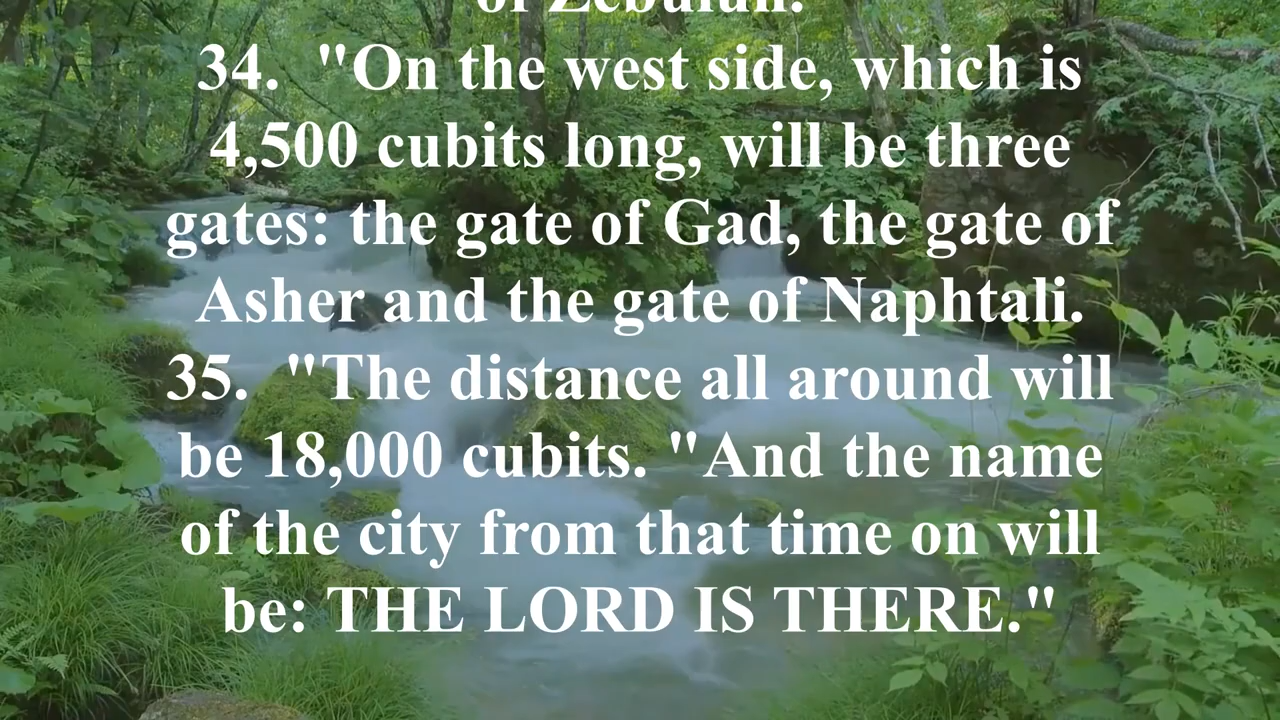 of Zebulun.
34.  "On the west side, which is
4,500 cubits long, will be three
gates: the gate of Gad, the gate of
Asher and the gate of Naphtali.
35.  "The distance all around will
be 18,000 cubits. "And the name
of the city from that time on will
be: THE LORD IS THERE."